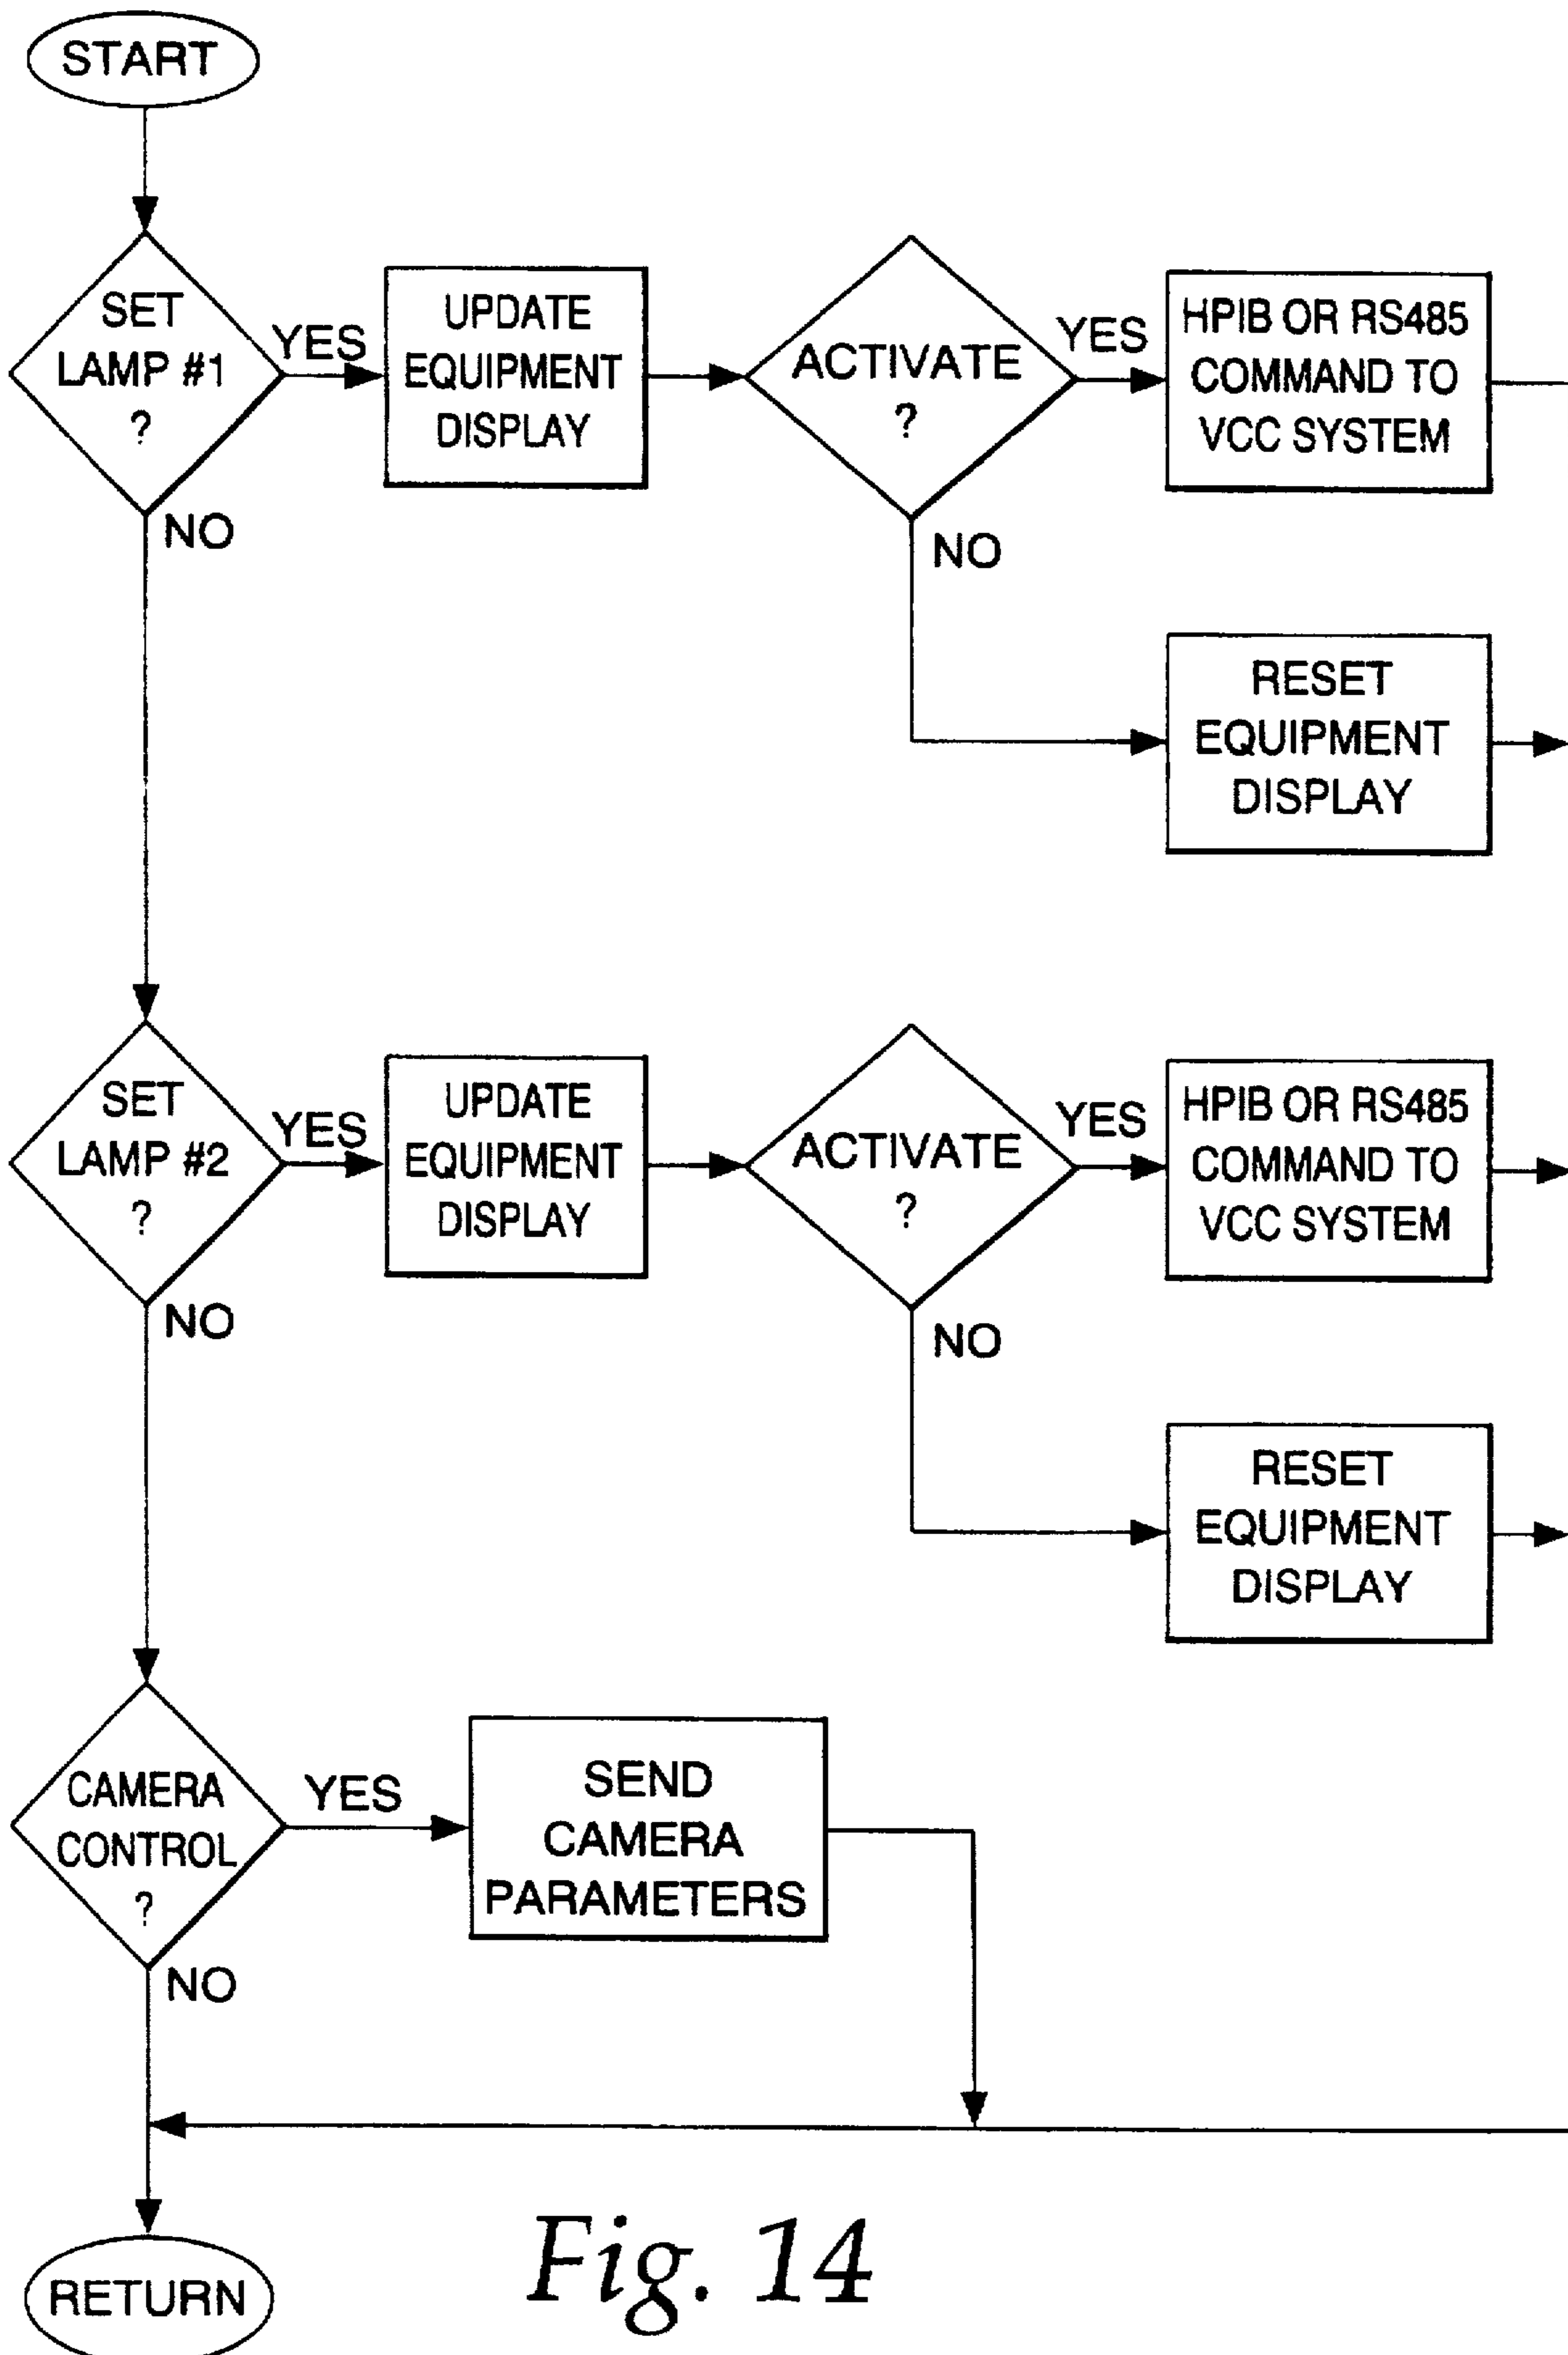 START
SET
LAMP #1
?
YES
NO
UPDATE
EQUIPMENT
DISPLAY
ACTIVATE
?
YES
NO
HPIB OR RS485
COMMAND TO
VCC SYSTEM
RESET
EQUIPMENT
DISPLAY
SET
LAMP #2
?
YES
NO
UPDATE
EQUIPMENT
DISPLAY
ACTIVATE
?
YES
NO
HPIB OR RS485
COMMAND TO
VCC SYSTEM
RESET
EQUIPMENT
DISPLAY
CAMERA
CONTROL
?
YES
NO
SEND
CAMERA
PARAMETERS
RETURN
Fig. 14